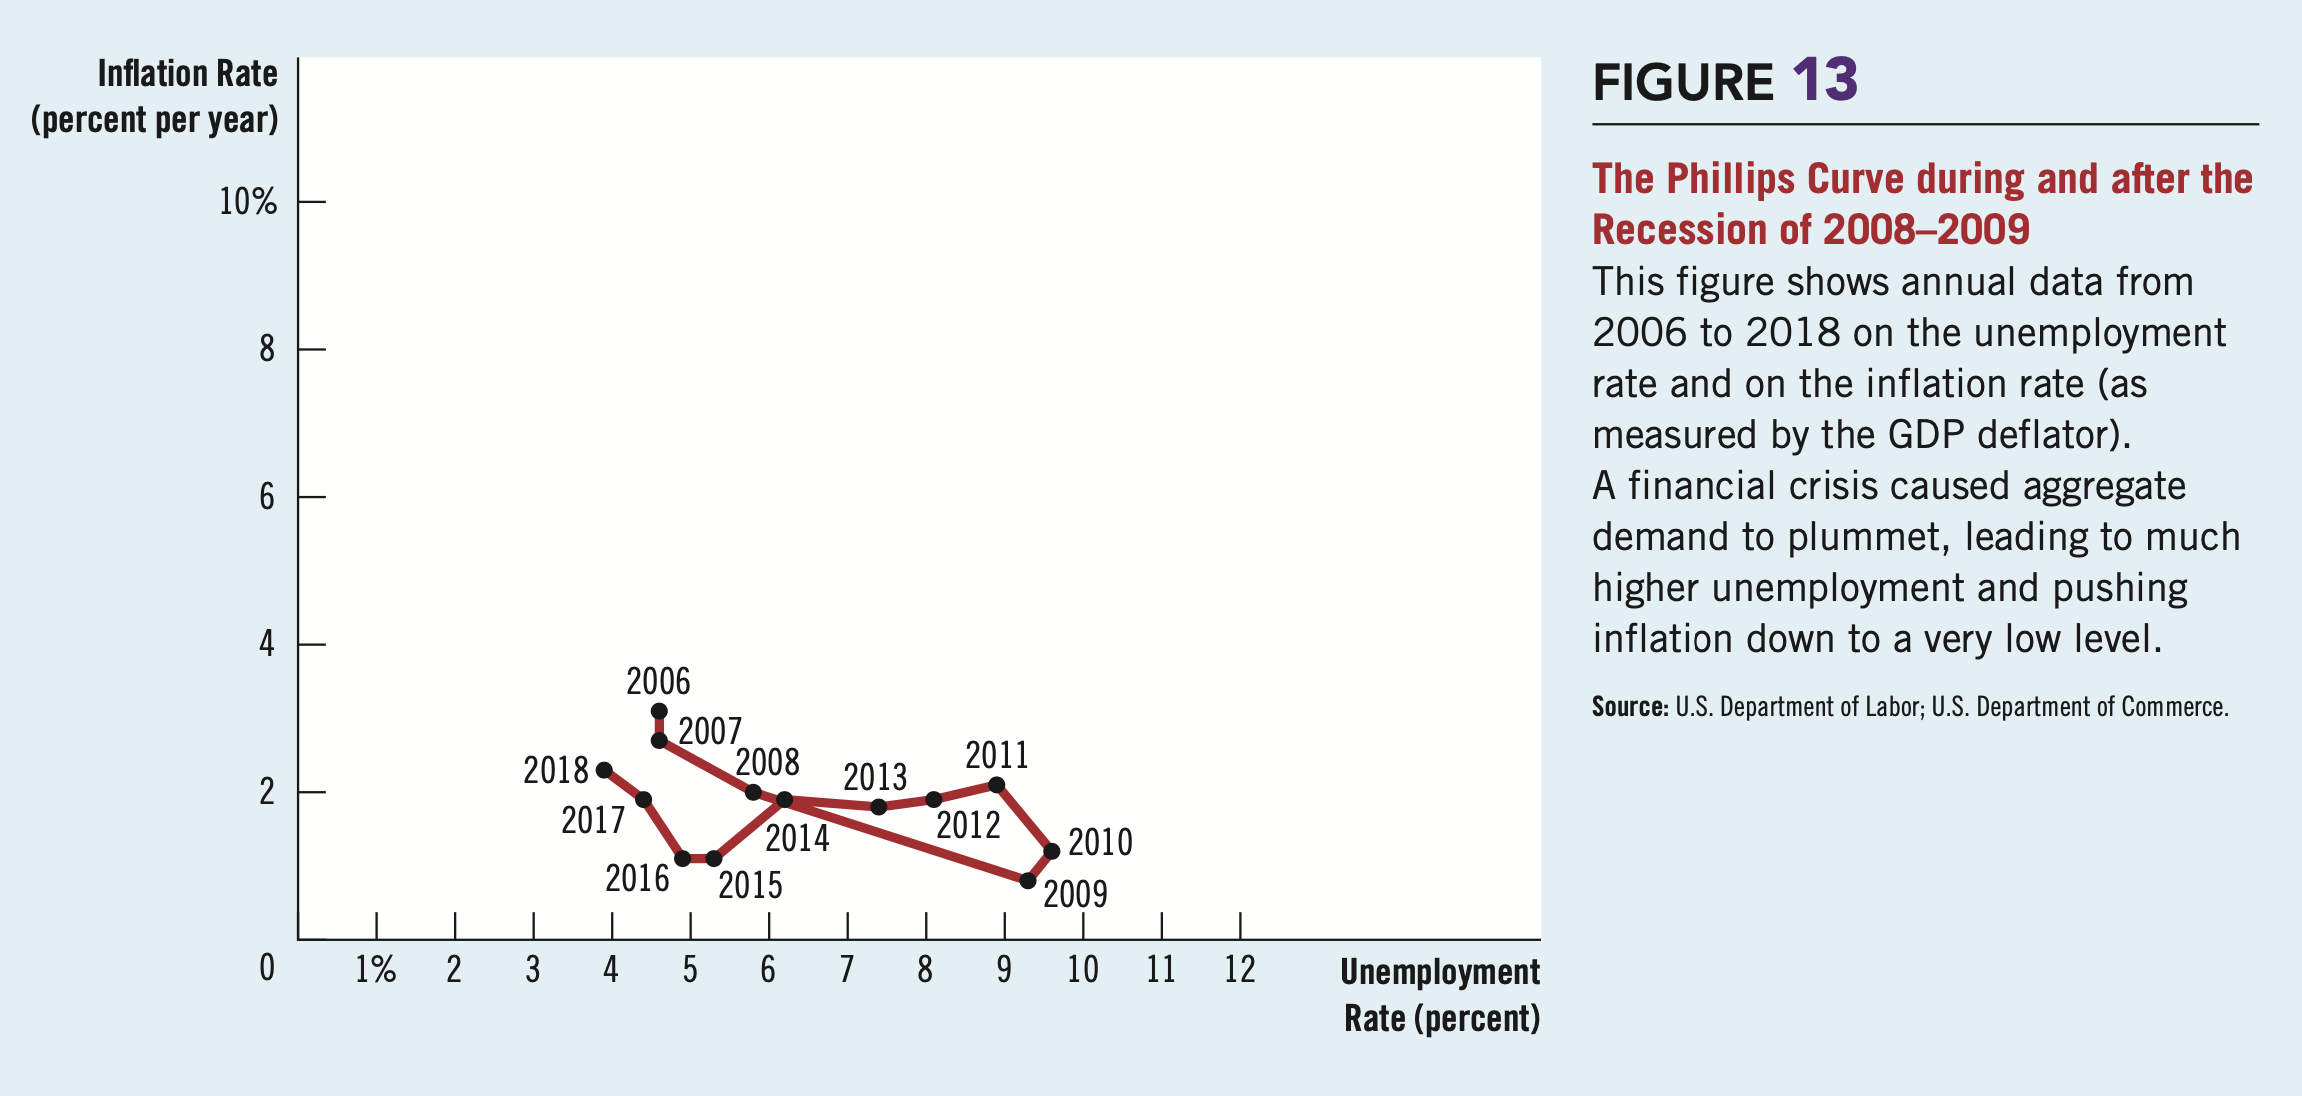 Inflation Rate
(percent per year)
10%
8
6
4
2
0
2006
2007
2008
2018
2017
2016
2015
2014
2013
2012
2011
2010
2009
1% 2 3 4 5 6 7 8 9 10 11 12
Unemployment
Rate (percent)
FIGURE 13
The Phillips Curve during and after the
Recession of 2008–2009
This figure shows annual data from
2006 to 2018 on the unemployment
rate and on the inflation rate (as
measured by the GDP deflator).
A financial crisis caused aggregate
demand to plummet, leading to much
higher unemployment and pushing
inflation down to a very low level.
Source: U.S. Department of Labor; U.S. Department of Commerce.